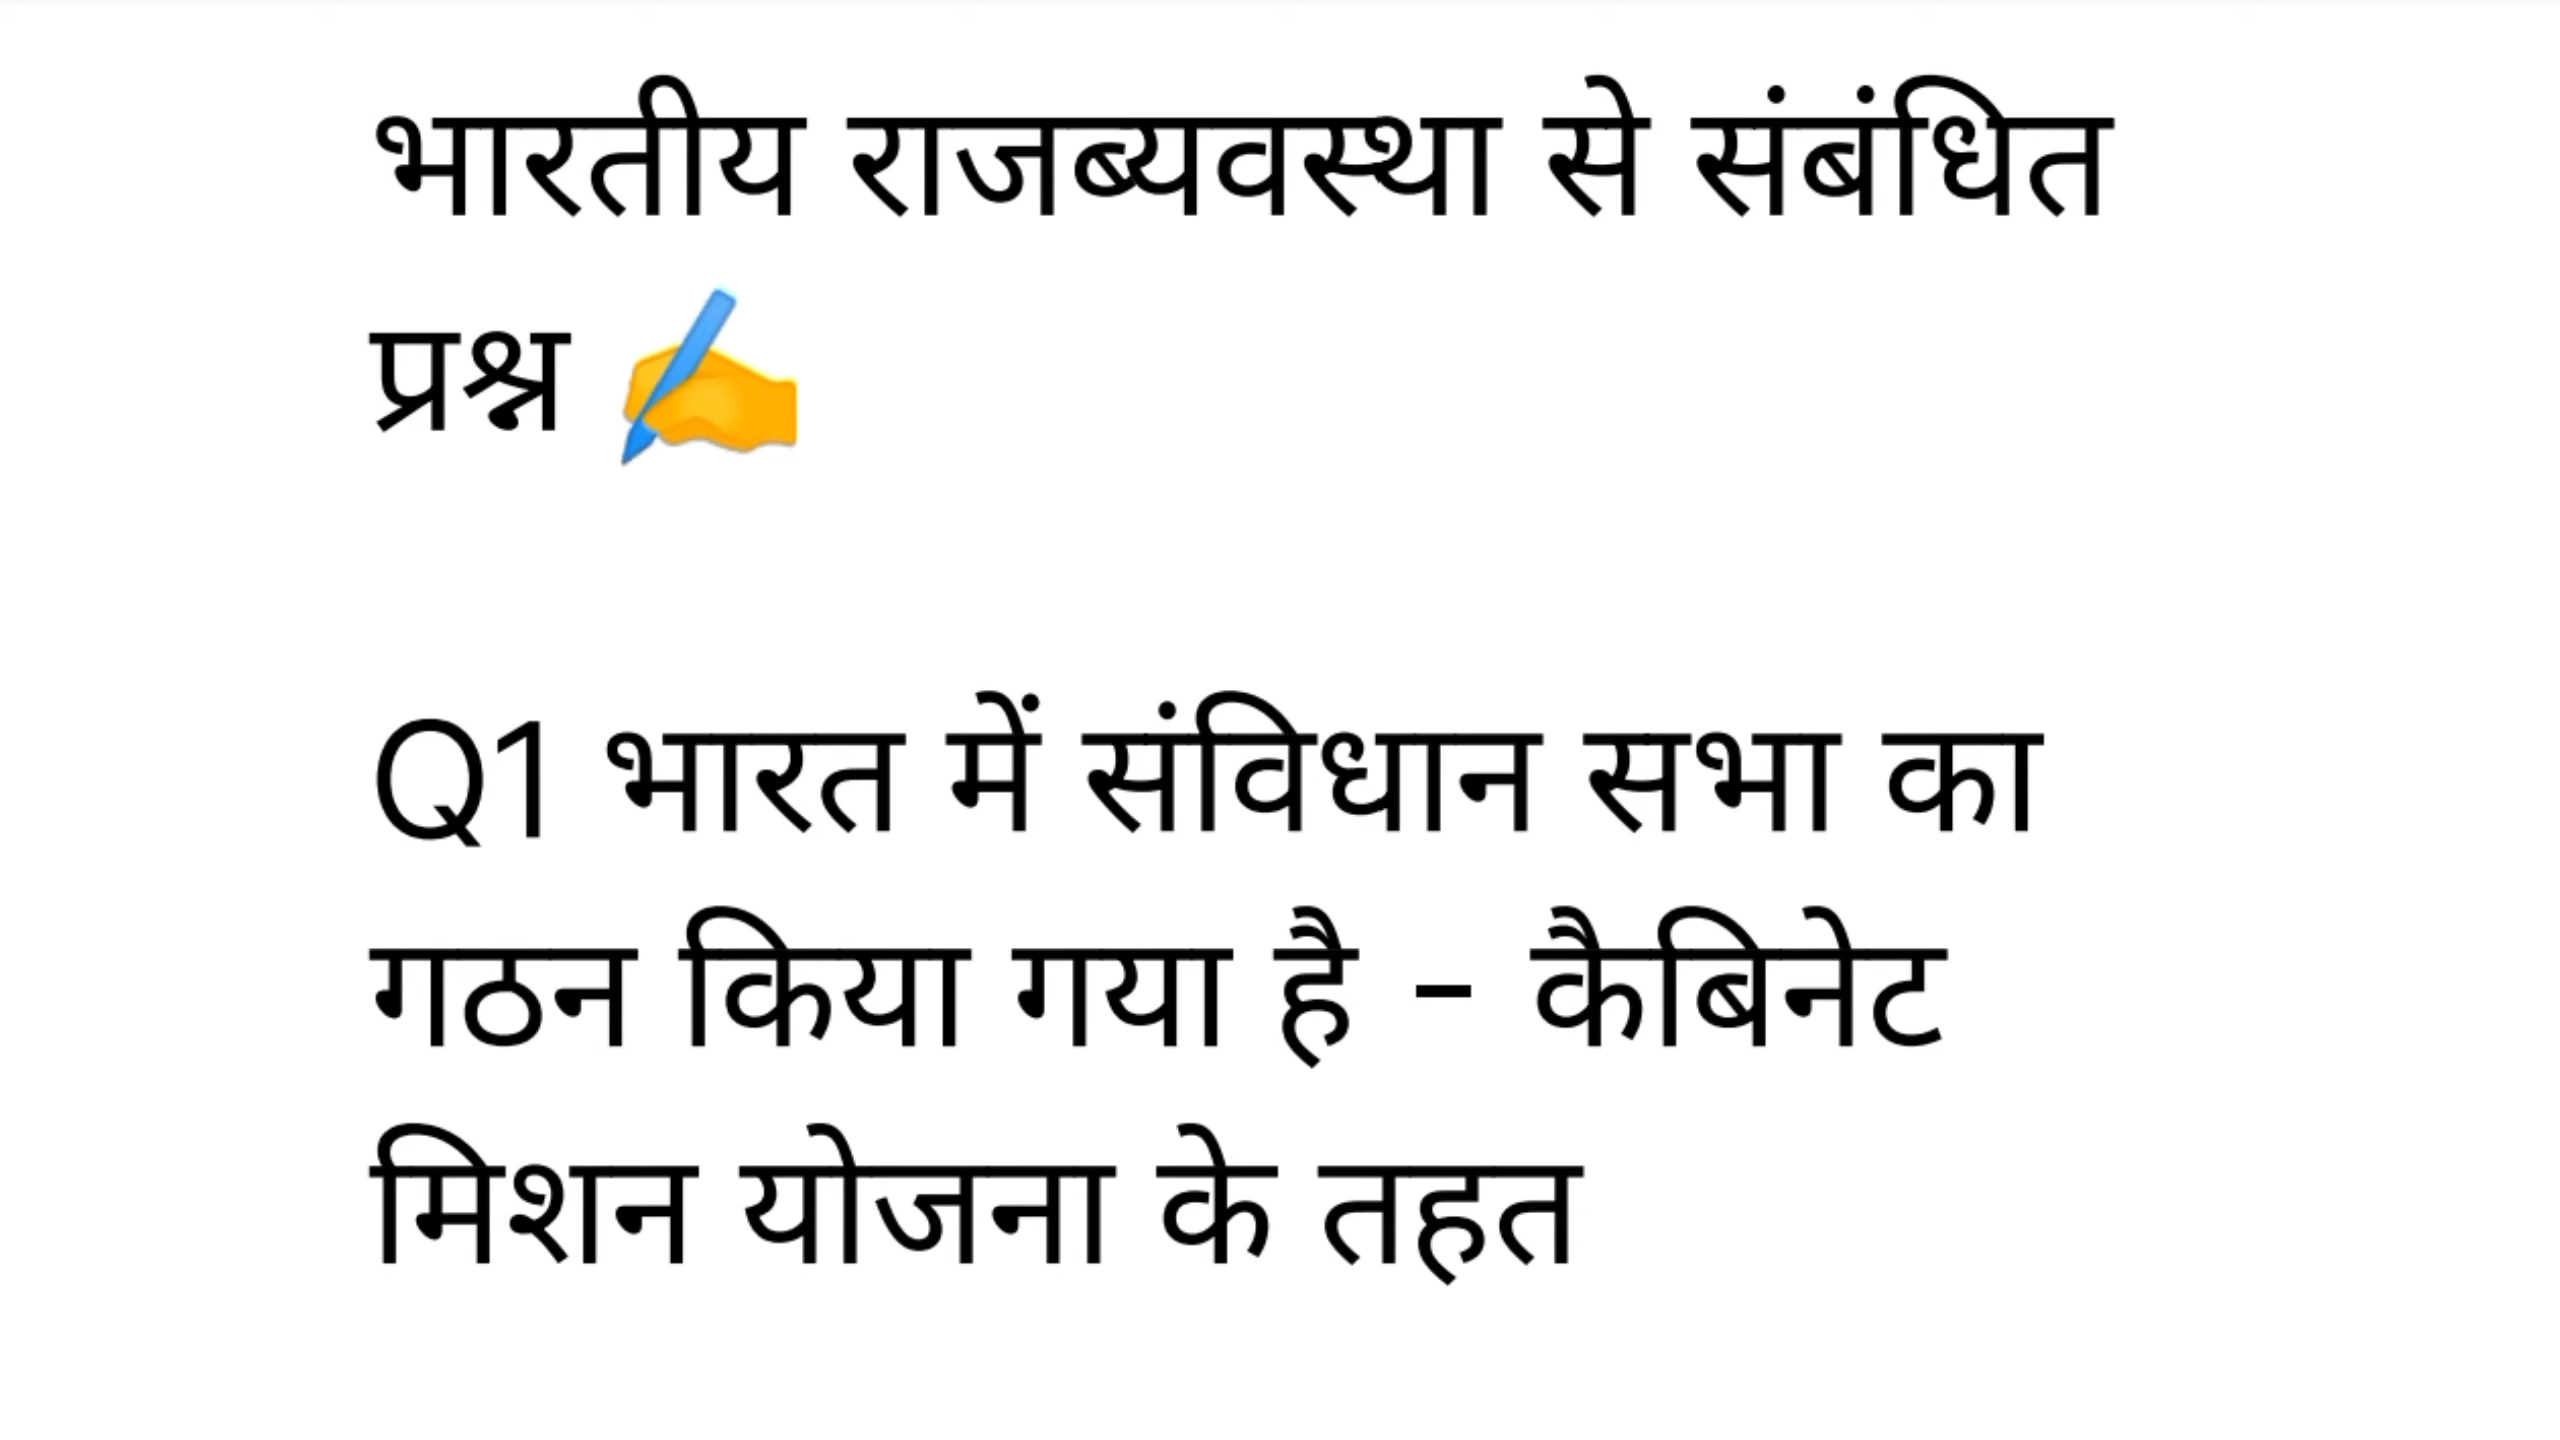 भारतीय राजब्यवस्था से संबंधित
प्रश्न ✍️
Q1 भारत में संविधान सभा का
गठन किया गया है - कैबिनेट
मिशन योजना के तहत